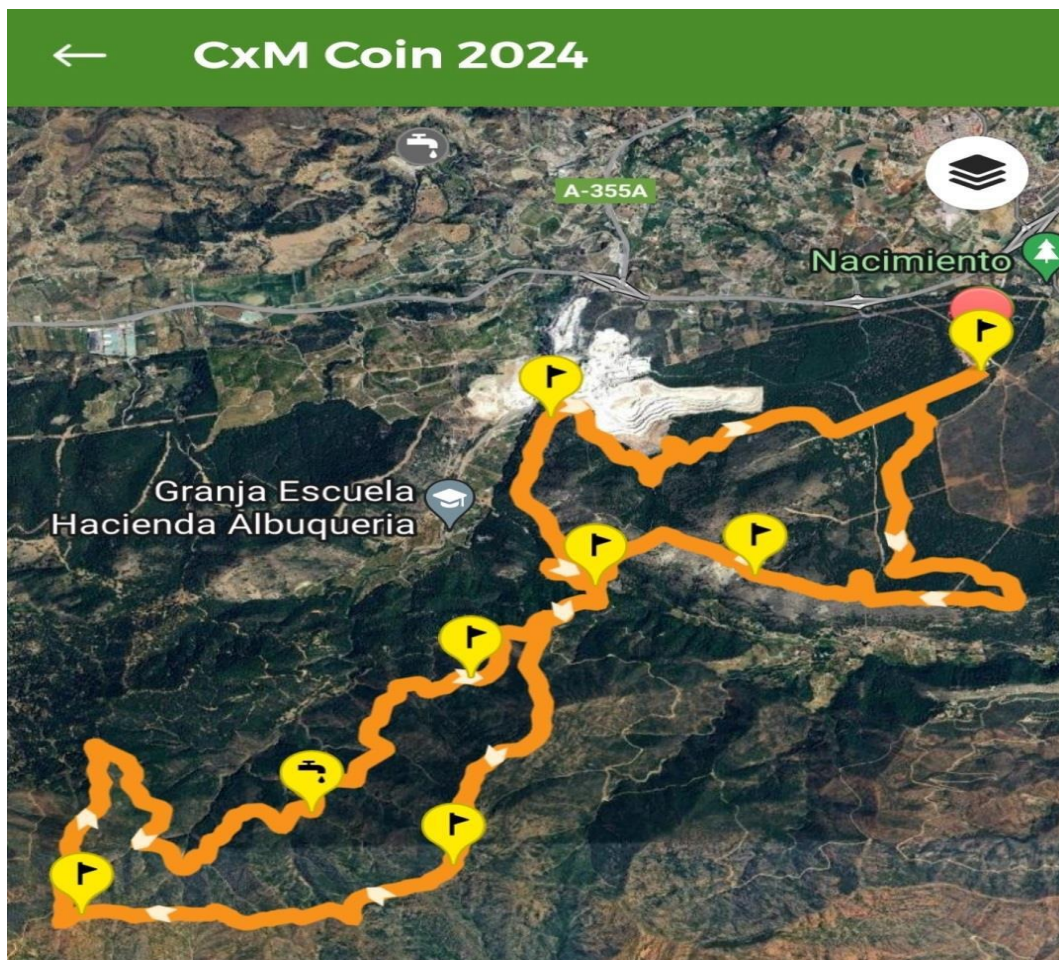 CxM Coin 2024
A-355A
Nacimiento
Granja Escuela
Hacienda Albuqueria